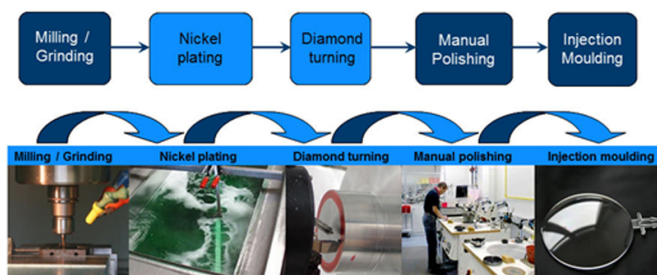 Milling /
Grinding
Nickel
plating
Diamond
turning
Manual
Polishing
Injection
Moulding
Milling / Grinding
Nickel plating
Diamond turning
Manual polishing
Injection moulding